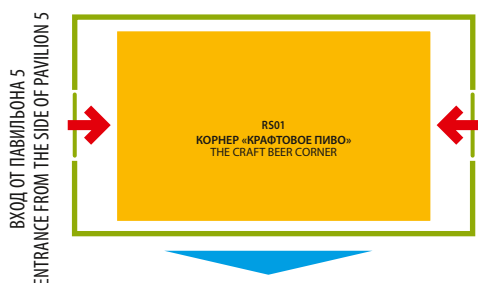 ВХОД ОТ ПАВИЛЬОНА 5
ENTRANCE FROM THE SIDE OF PAVILION 5
RS01
КОРНЕР «КРАФТОВОЕ ПИВО»
THE CRAFT BEER CORNER